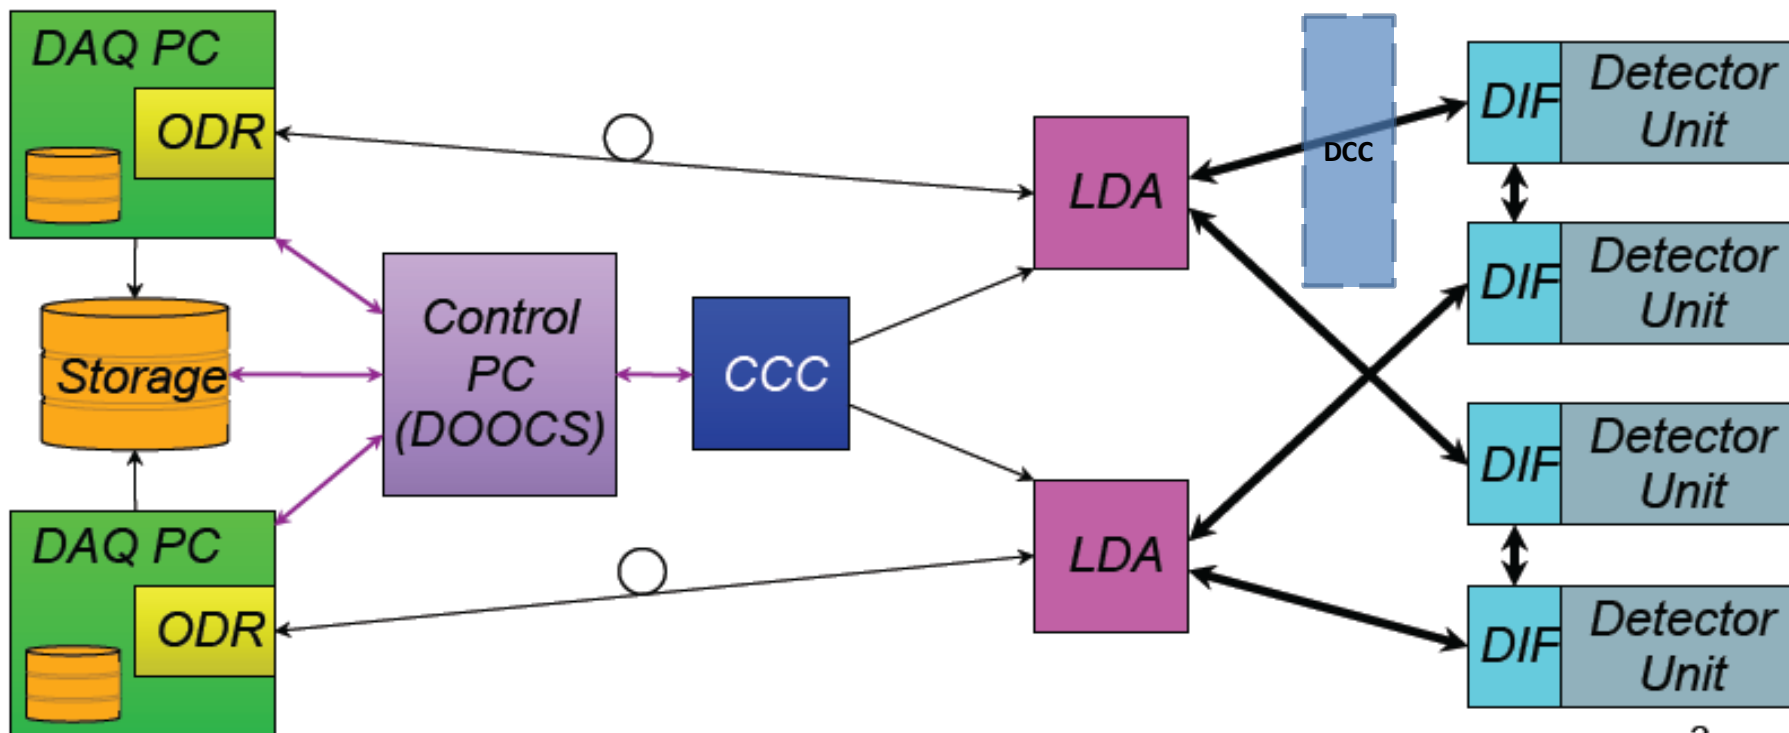 DAQ PC
ODR
Storage
DAQ PC
ODR
Control
PC
(DOOCS)
CCC
LDA
LDA
DCC
DIF
Detector
Unit
DIF
Detector
Unit
DIF
Detector
Unit
DIF
Detector
Unit